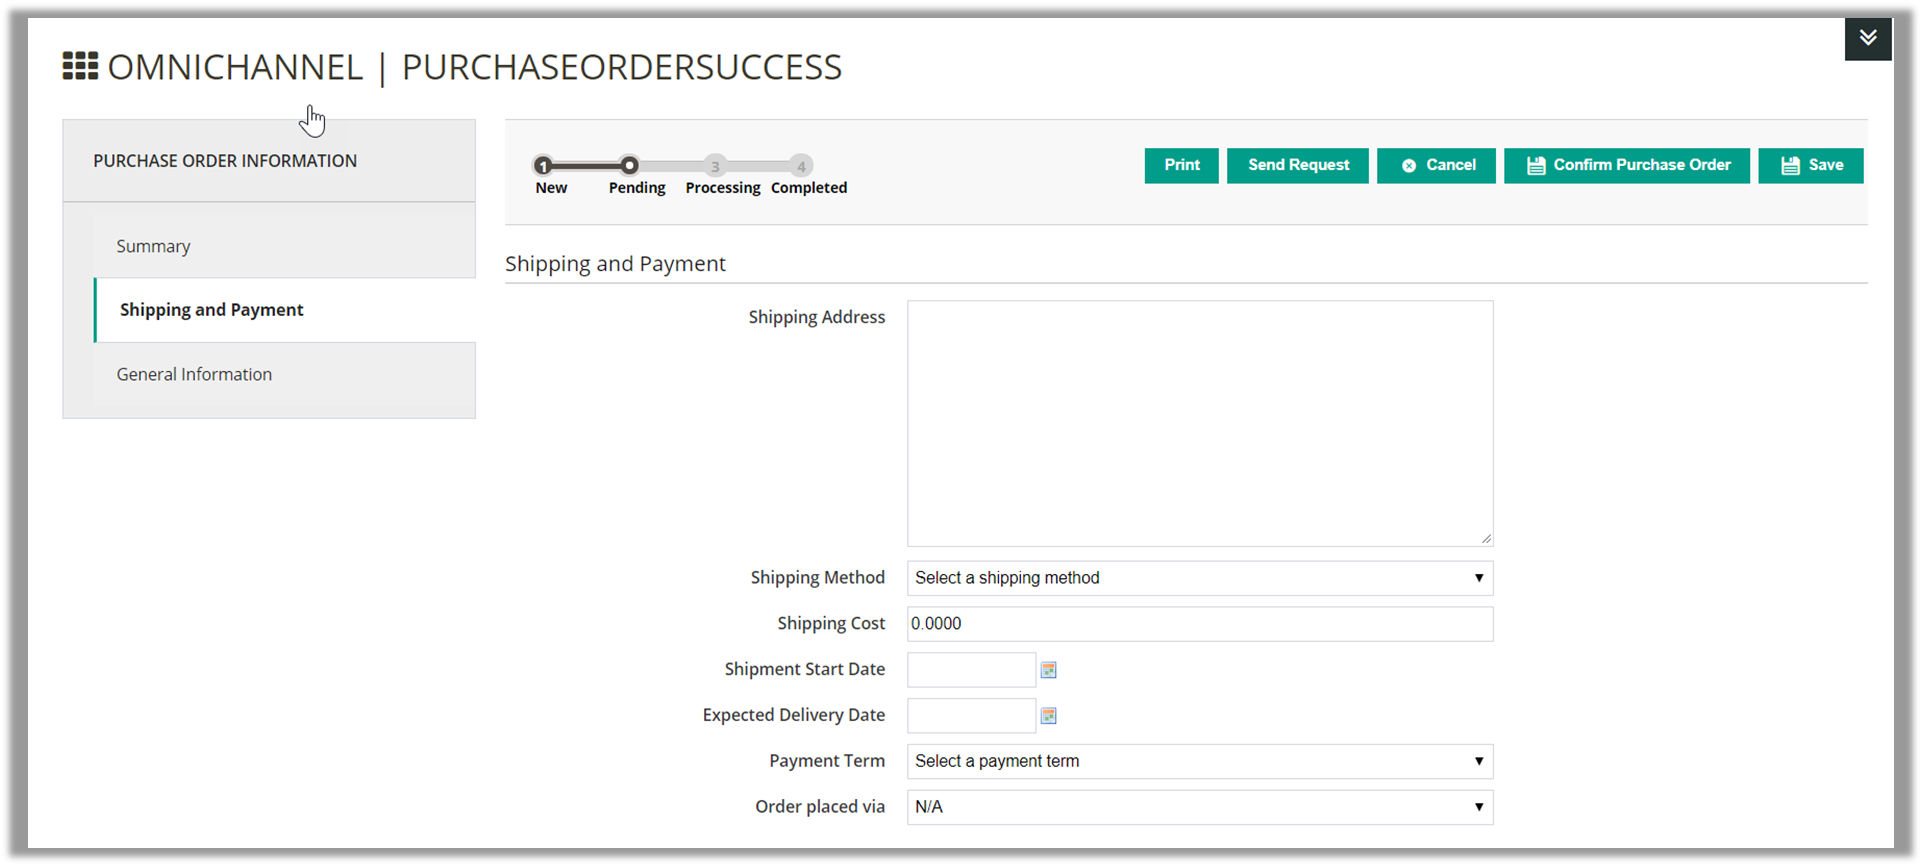 OMNICHANNEL | PURCHASEORDERSUCCESS
PURCHASE ORDER INFORMATION
Summary
Shipping and Payment
General Information
1 3 4
New Pending Processing Completed
Print Send Request Cancel Confirm Purchase Order Save
Shipping and Payment
Shipping Address
Shipping Method Select a shipping method
Shipping Cost 0.0000
Shipment Start Date
Expected Delivery Date
Payment Term Select a payment term
Order placed via N/A